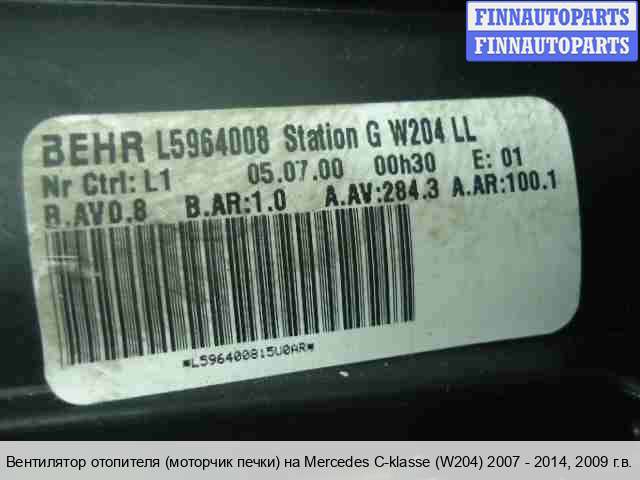 FINNAUTOPARTS
FINNAUTOPARTS
BEHR L5964008 Station G W204 LL
Nr Ctrl: L1 05.07.00 00h30 E: 01
B.AV0.8 B.AR:1.0 A.AV:284.3 A.AR:100.1
*L596400815U0AR*
Вентилятор отопителя (моторчик печки) на Mercedes C-klasse (W204) 2007 - 2014, 2009 г.в.